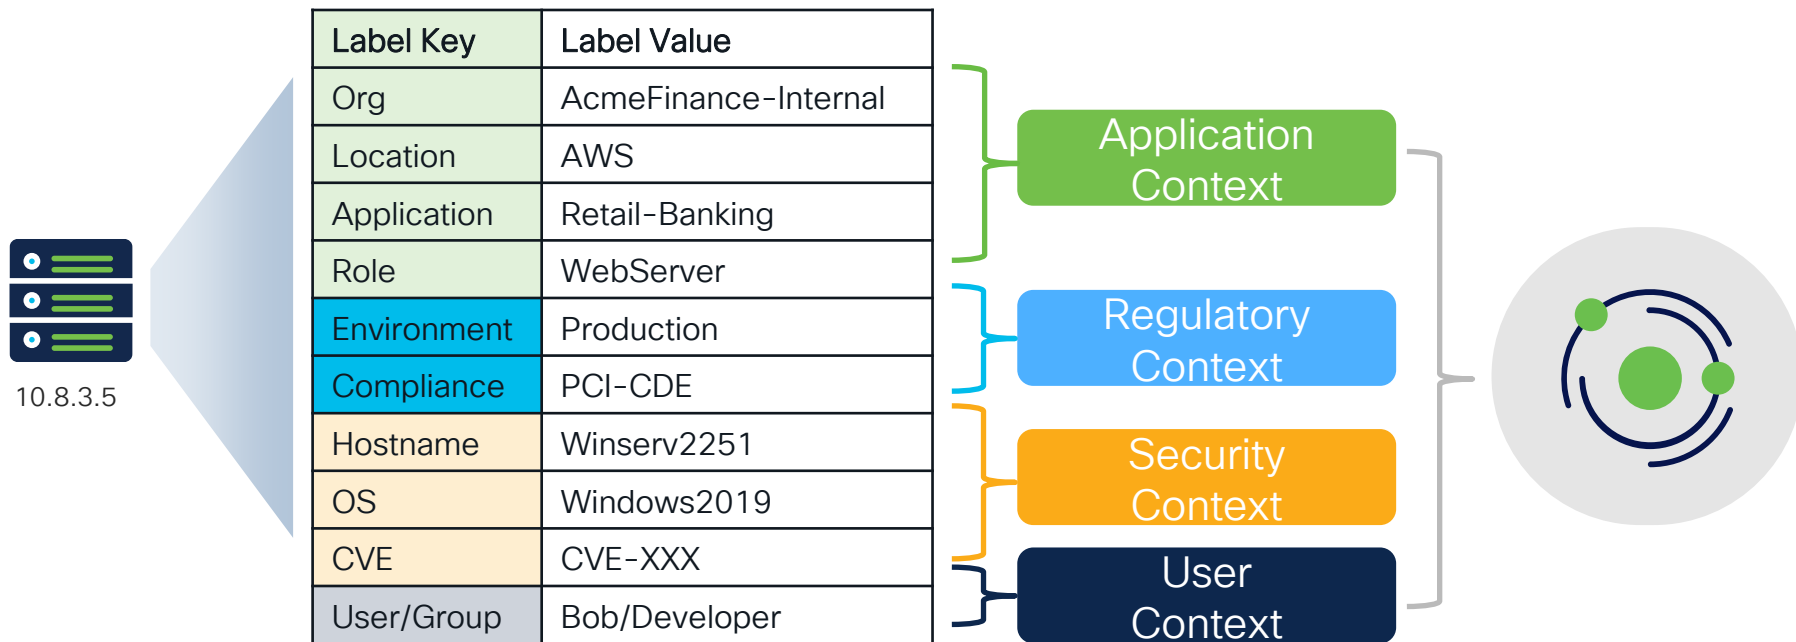 10.8.3.5
Label Key Label Value
Org AcmeFinance-Internal
Location AWS
Application Retail-Banking
Role WebServer
Environment Production
Compliance PCI-CDE
Hostname Winserv2251
OS Windows2019
CVE CVE-XXX
User/Group Bob/Developer
Application
Context
Regulatory
Context
Security
Context
User
Context